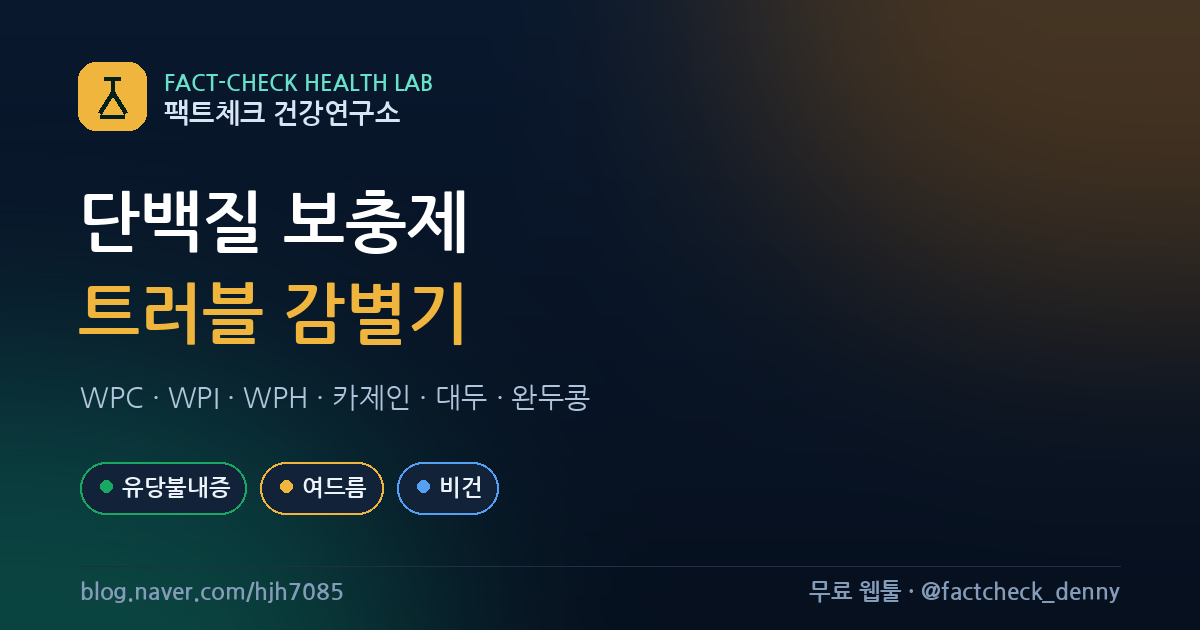 FACT-CHECK HEALTH LAB
팩트체크 건강연구소
단백질 보충제
트러블 감별기
WPC · WPI · WPH · 카제인 · 대두 · 완두콩
유당불내증
여드름
비건
blog.naver.com/hjh7085
무료 웹툴 · @factcheck_denny